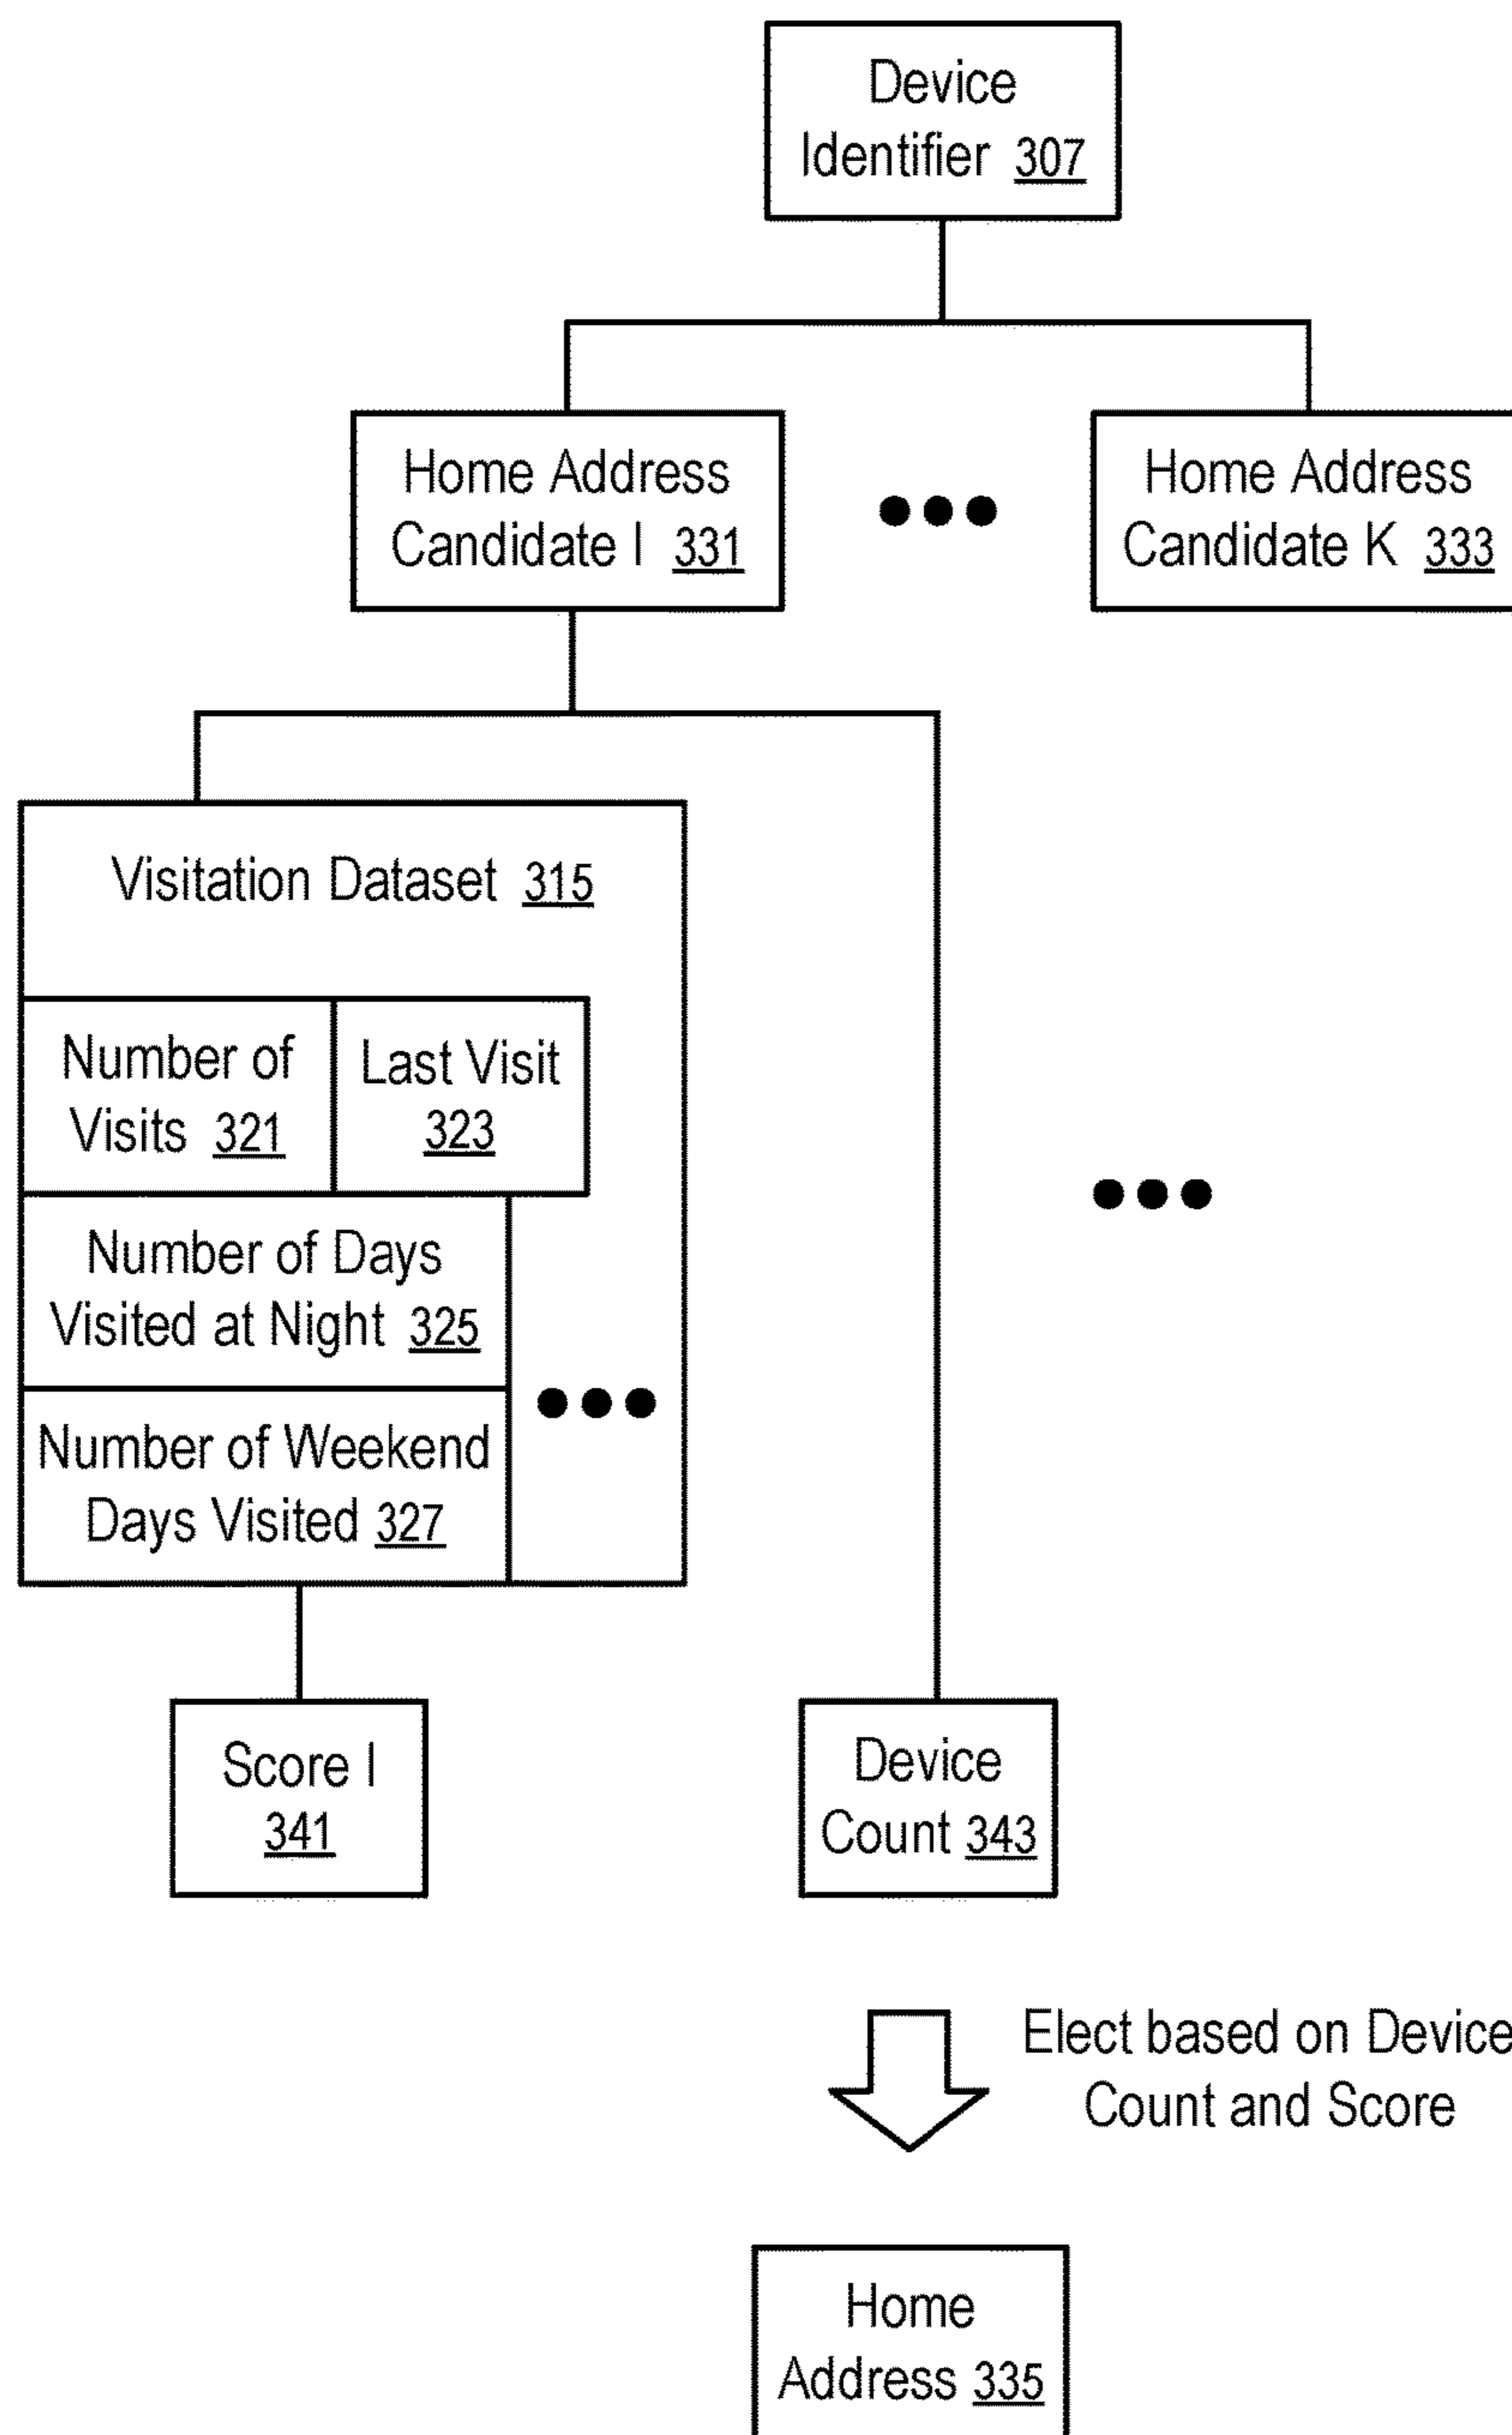 Device
Identifier 307
Home Address
Candidate I 331
Home Address
Candidate K 333
Visitation Dataset 315
Number of
Visits 321
Last Visit
323
Number of Days
Visited at Night 325
Number of Weekend
Days Visited 327
Score I
341
Device
Count 343
Elect based on Device
Count and Score
Home
Address 335